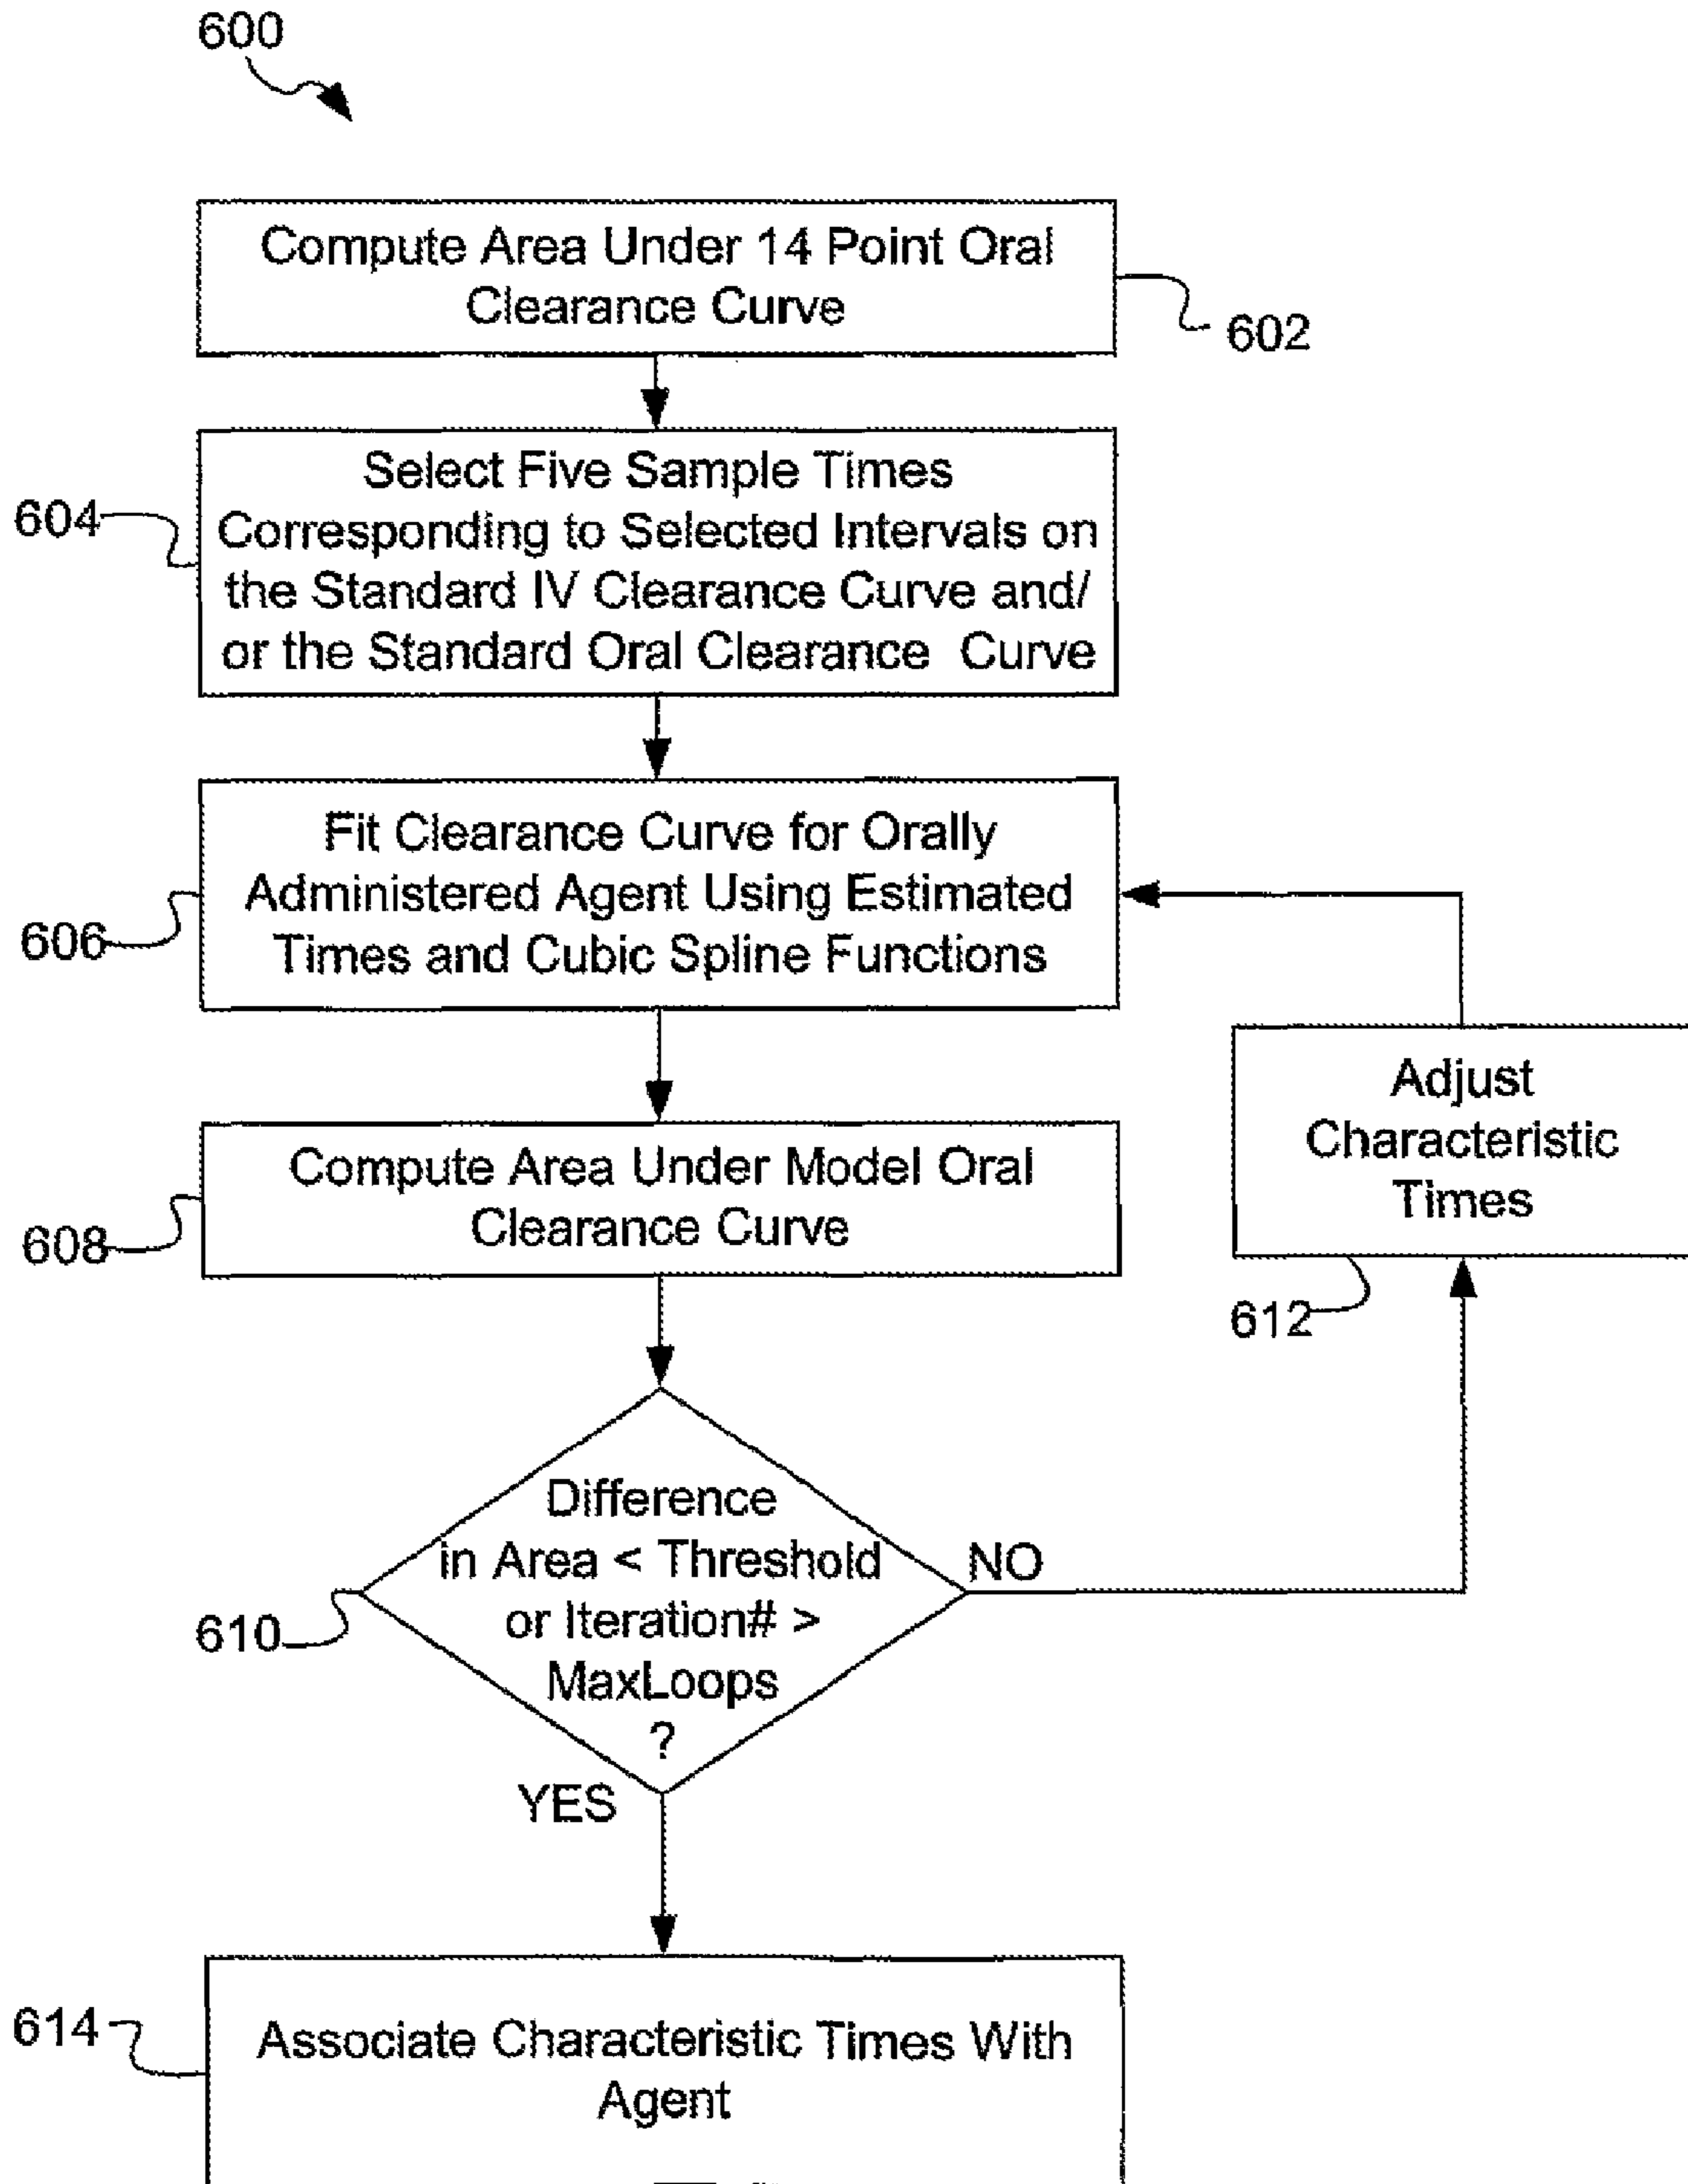 600
Compute Area Under 14 Point Oral
Clearance Curve
602
Select Five Sample Times
Corresponding to Selected Intervals on
the Standard IV Clearance Curve and/
or the Standard Oral Clearance Curve
604
Fit Clearance Curve for Orally
Administered Agent Using Estimated
Times and Cubic Spline Functions
606
Adjust
Characteristic
Times
612
Compute Area Under Model Oral
Clearance Curve
608
Difference
in Area < Threshold
or Iteration# >
MaxLoops
?
610
NO
YES
614
Associate Characteristic Times With
Agent